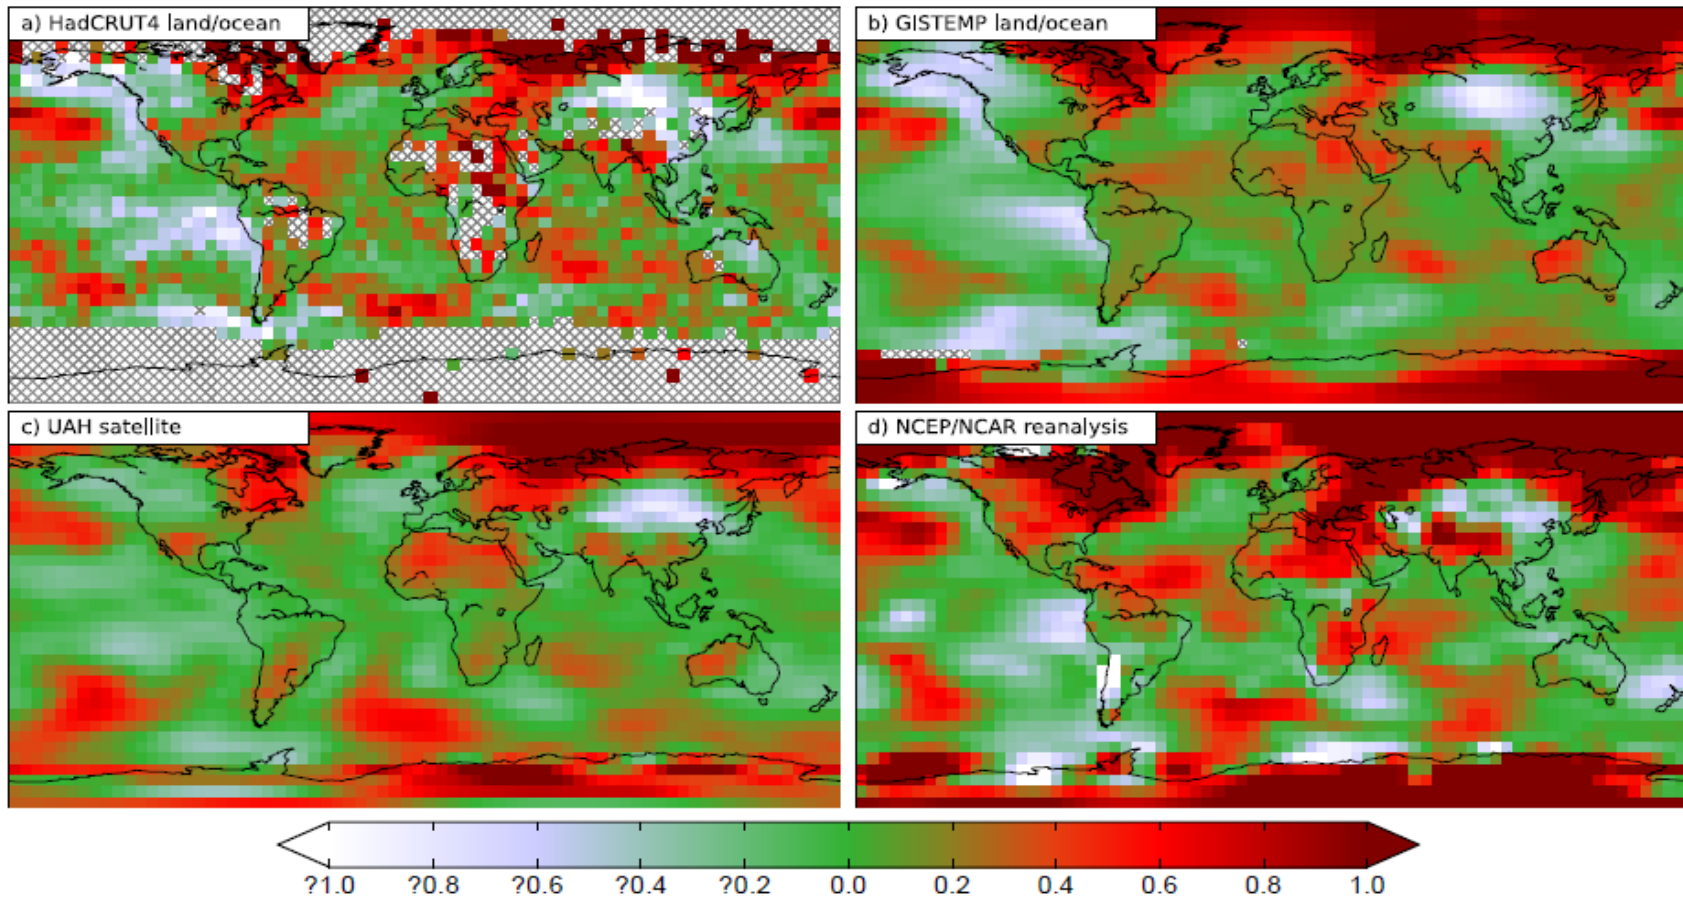 a) HadCRUT4 land/ocean
b) GISTEMP land/ocean
c) UAH satellite
d) NCEP/NCAR reanalysis
?1.0 ?0.8 ?0.6 ?0.4 ?0.2 0.0 0.2 0.4 0.6 0.8 1.0